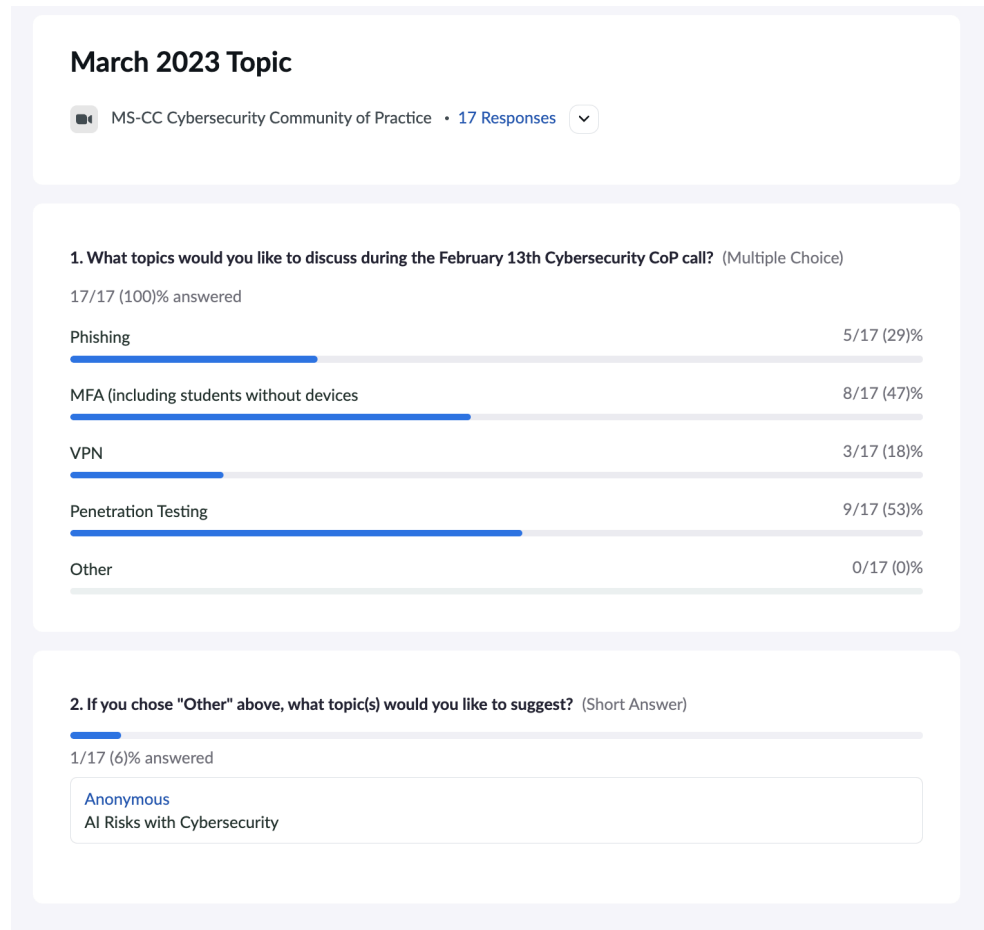 March 2023 Topic
MS-CC Cybersecurity Community of Practice • 17 Responses
1. What topics would you like to discuss during the February 13th Cybersecurity CoP call? (Multiple Choice)
17/17 (100)% answered
Phishing 5/17 (29)%
MFA (including students without devices 8/17 (47)%
VPN 3/17 (18)%
Penetration Testing 9/17 (53)%
Other 0/17 (0)%
2. If you chose "Other" above, what topic(s) would you like to suggest? (Short Answer)
1/17 (6)% answered
Anonymous
AI Risks with Cybersecurity